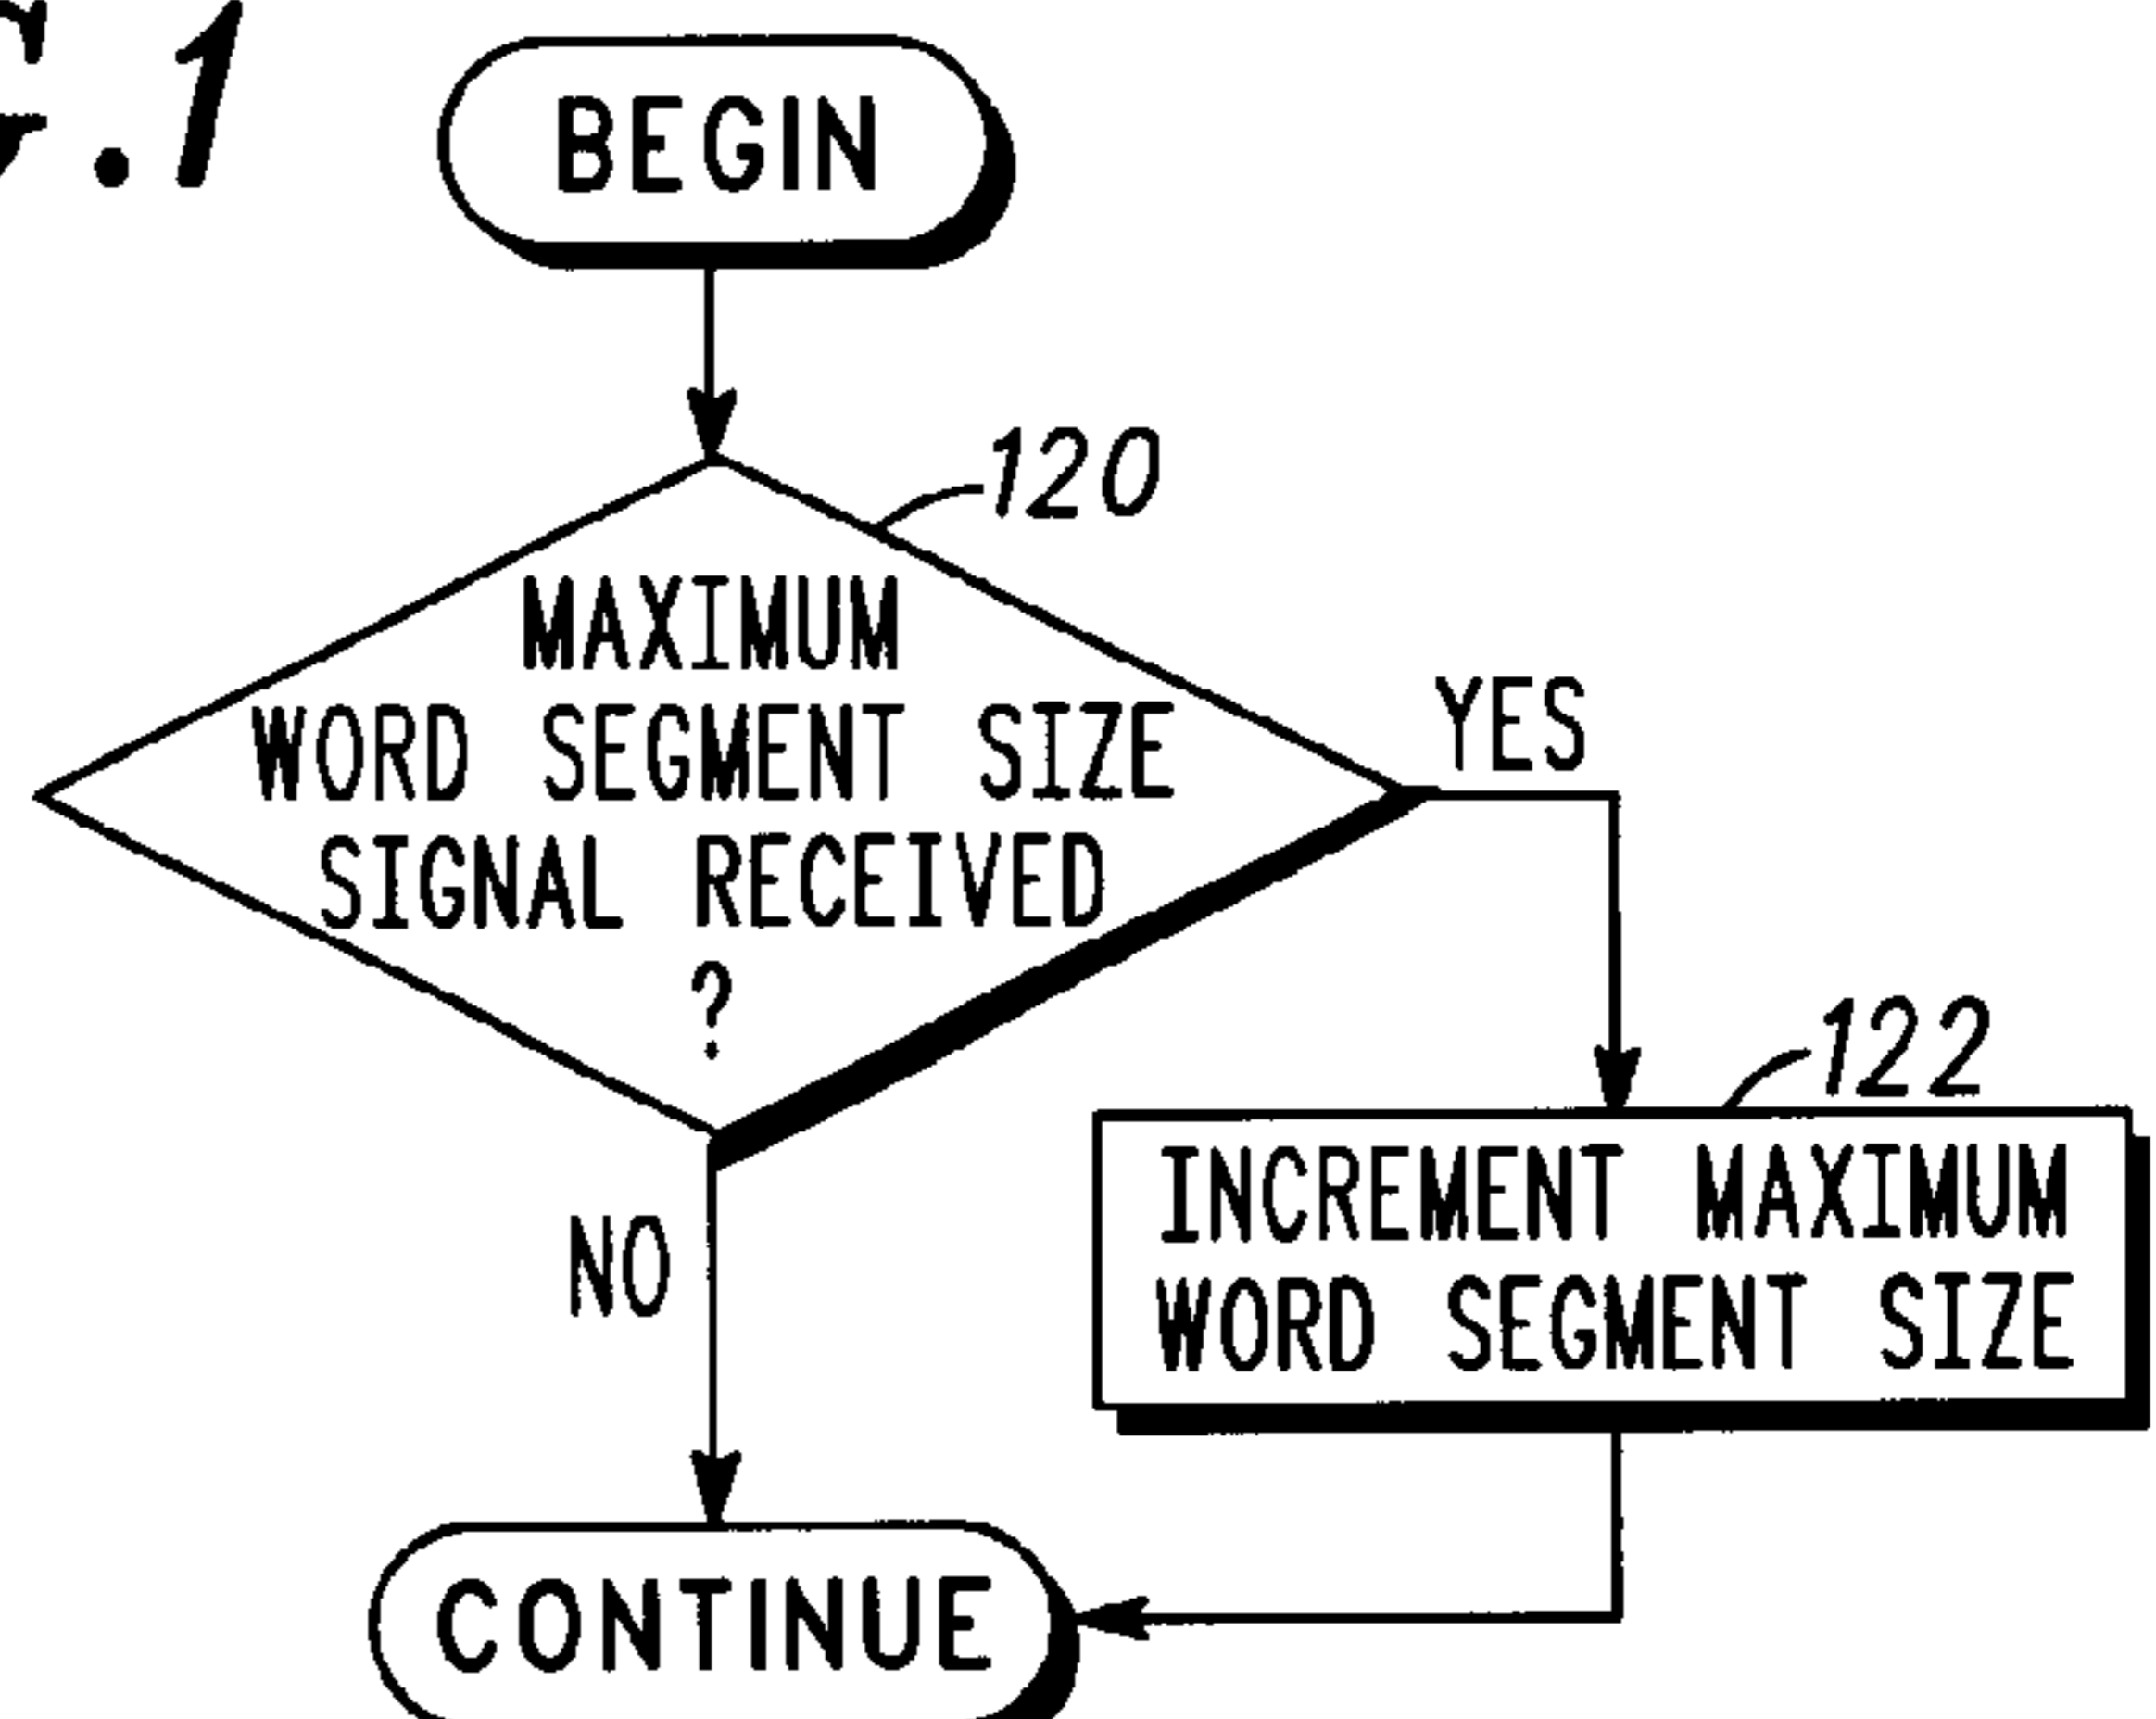 .1
BEGIN
120
MAXIMUM
WORD SEGMENT SIZE
SIGNAL RECEIVED
?
YES
NO
122
INCREMENT MAXIMUM
WORD SEGMENT SIZE
CONTINUE